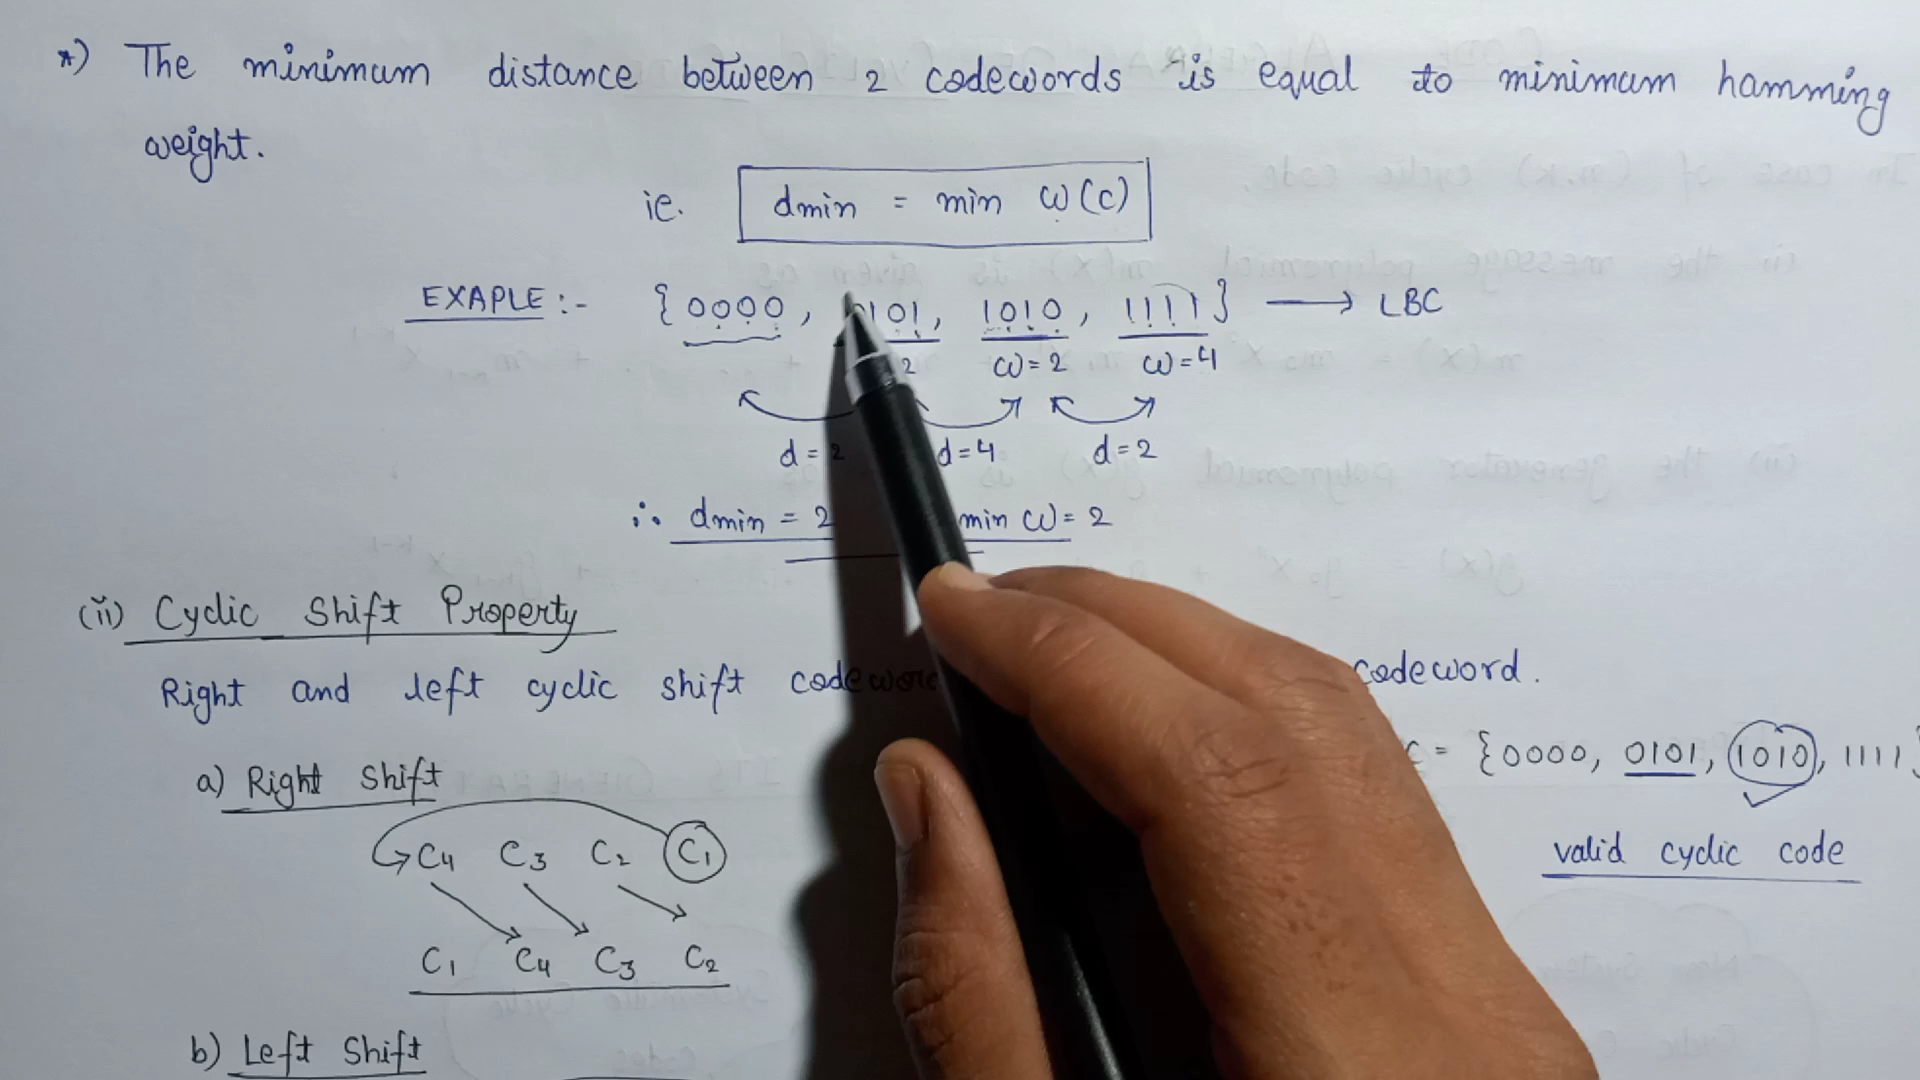 *) The minimum distance between 2 codewords is equal to minimum hamming
weight.
ie. dmin = min ω(c)
EXAPLE :- {0000, 0101, 1010, 1111} ⟶ LBC
2 ω=2 ω=4
d=2 d=4 d=2
∴ dmin = 2 min ω = 2
(ii) Cyclic Shift Property
Right and left cyclic shift codeword.
C = {0000, 0101, 1010, 1111}
a) Right Shift
valid cyclic code
C4 C3 C2 C1
C1 C4 C3 C2
b) Left Shift